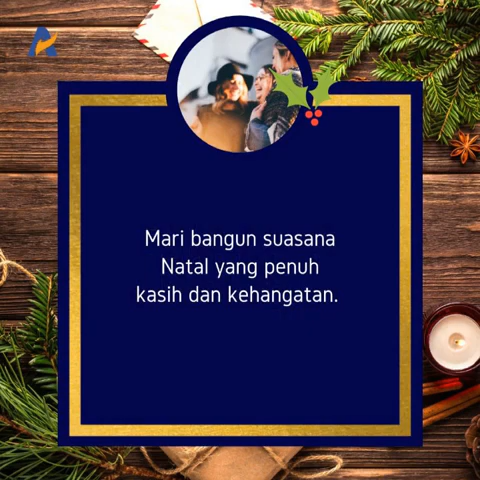 Mari bangun suasana
Natal yang penuh
kasih dan kehangatan.